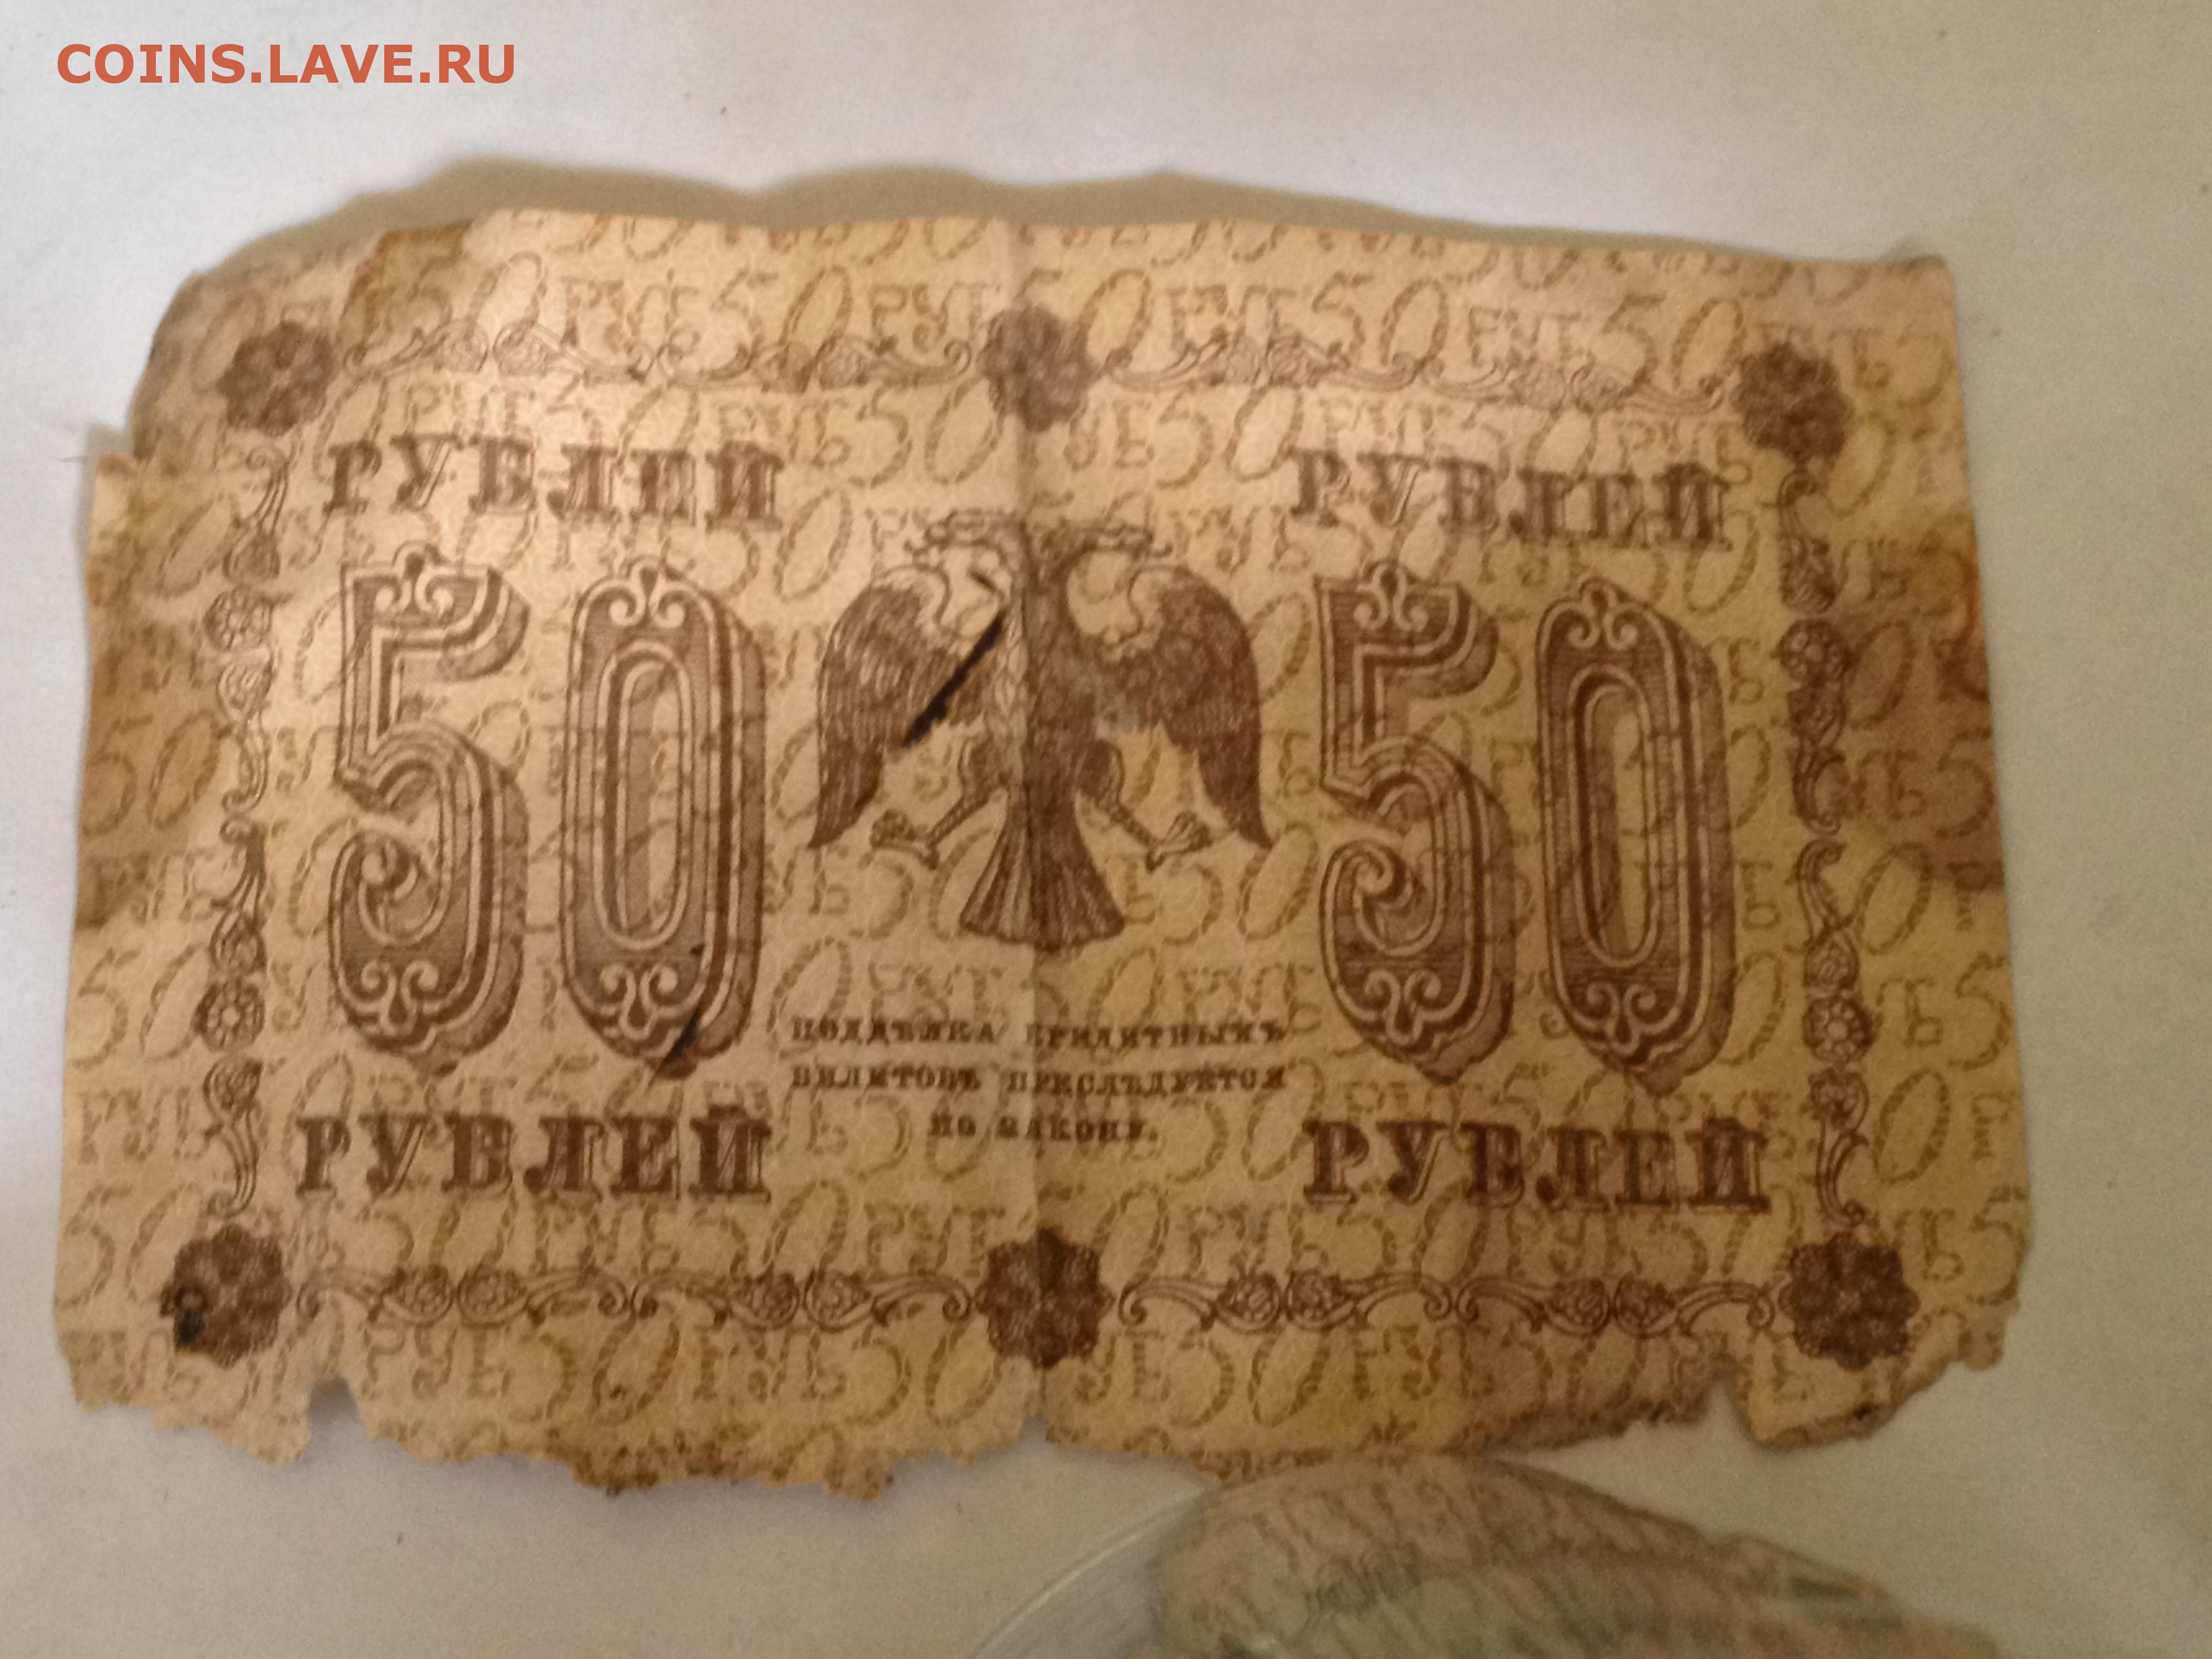 COINS.LAVE.RU
РУБЛЕЙ РУБЛЕЙ
50 50
ПОДДѢЛКА КРЕДИТНЫХЪ
БИЛЕТОВЪ ПРЕСЛѢДУЕТСЯ
ПО ЗАКОНУ.
РУБЛЕЙ РУБЛЕЙ